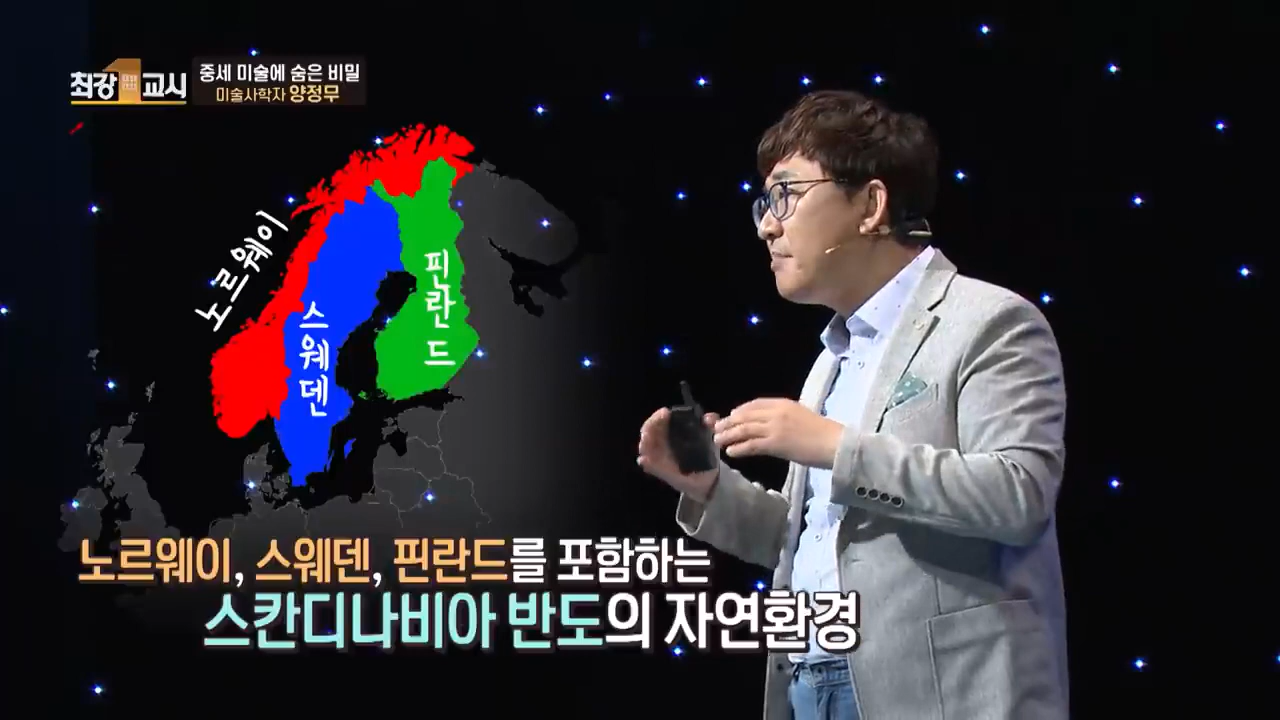 최강1교시
중세 미술에 숨은 비밀
미술사학자 양정무
노르웨이
스웨덴
핀란드
노르웨이, 스웨덴, 핀란드를 포함하는
스칸디나비아 반도의 자연환경